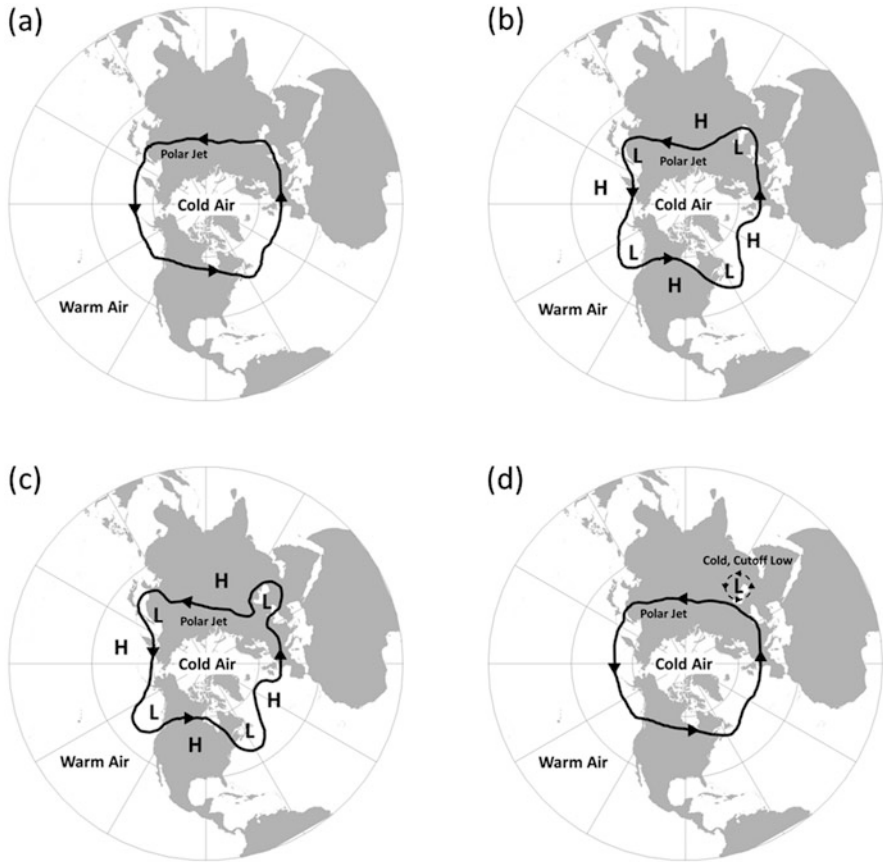 (a)
Polar Jet
Cold Air
Warm Air
(b)
H
L
L
Polar Jet
H
Cold Air
H
L
H
L
Warm Air
(c)
H
L
L
Polar Jet
H
Cold Air
H
L
H
L
Warm Air
(d)
Cold, Cutoff Low
L
Polar Jet
Cold Air
Warm Air